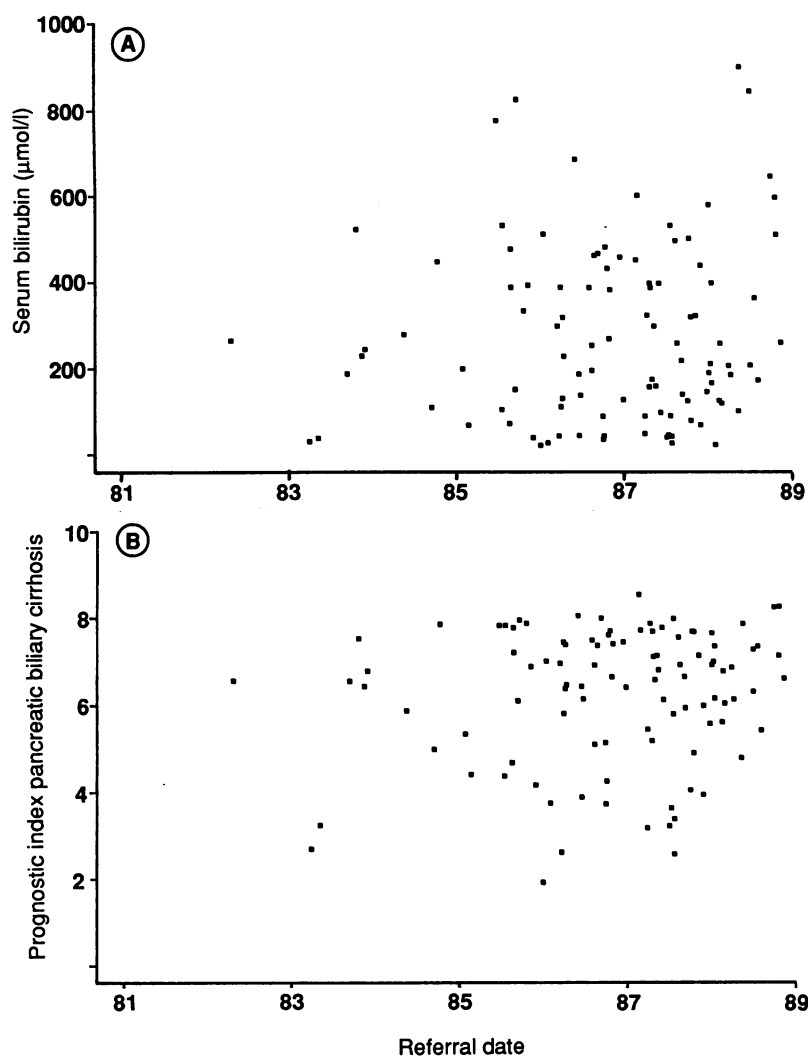 A
1000
800
600
400
200
Serum bilirubin (µmol/l)
81 83 85 87 89
B
10
8
6
4
2
Prognostic index pancreatic biliary cirrhosis
81 83 85 87 89
Referral date